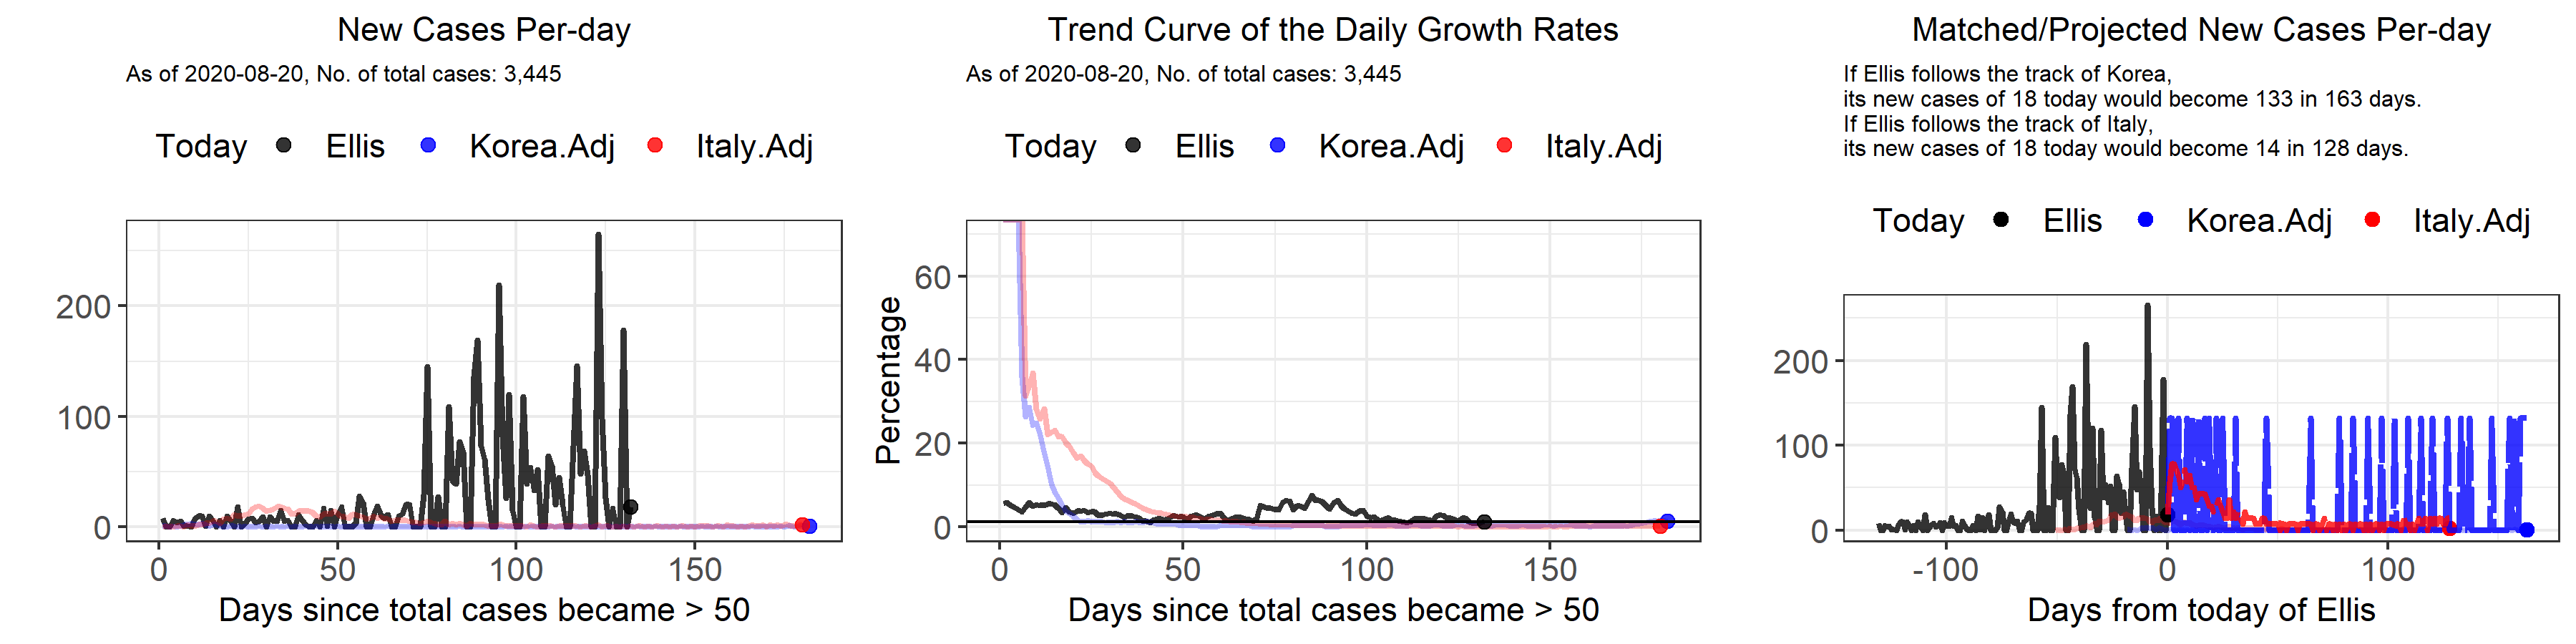 New Cases Per-day
As of 2020-08-20, No. of total cases: 3,445
Today Ellis Korea.Adj Italy.Adj
200
100
0
0 50 100 150
Days since total cases became > 50
Trend Curve of the Daily Growth Rates
As of 2020-08-20, No. of total cases: 3,445
Today Ellis Korea.Adj Italy.Adj
Percentage
60
40
20
0
0 50 100 150
Days since total cases became > 50
Matched/Projected New Cases Per-day
If Ellis follows the track of Korea,
its new cases of 18 today would become 133 in 163 days.
If Ellis follows the track of Italy,
its new cases of 18 today would become 14 in 128 days.
Today Ellis Korea.Adj Italy.Adj
200
100
0
-100 0 100
Days from today of Ellis